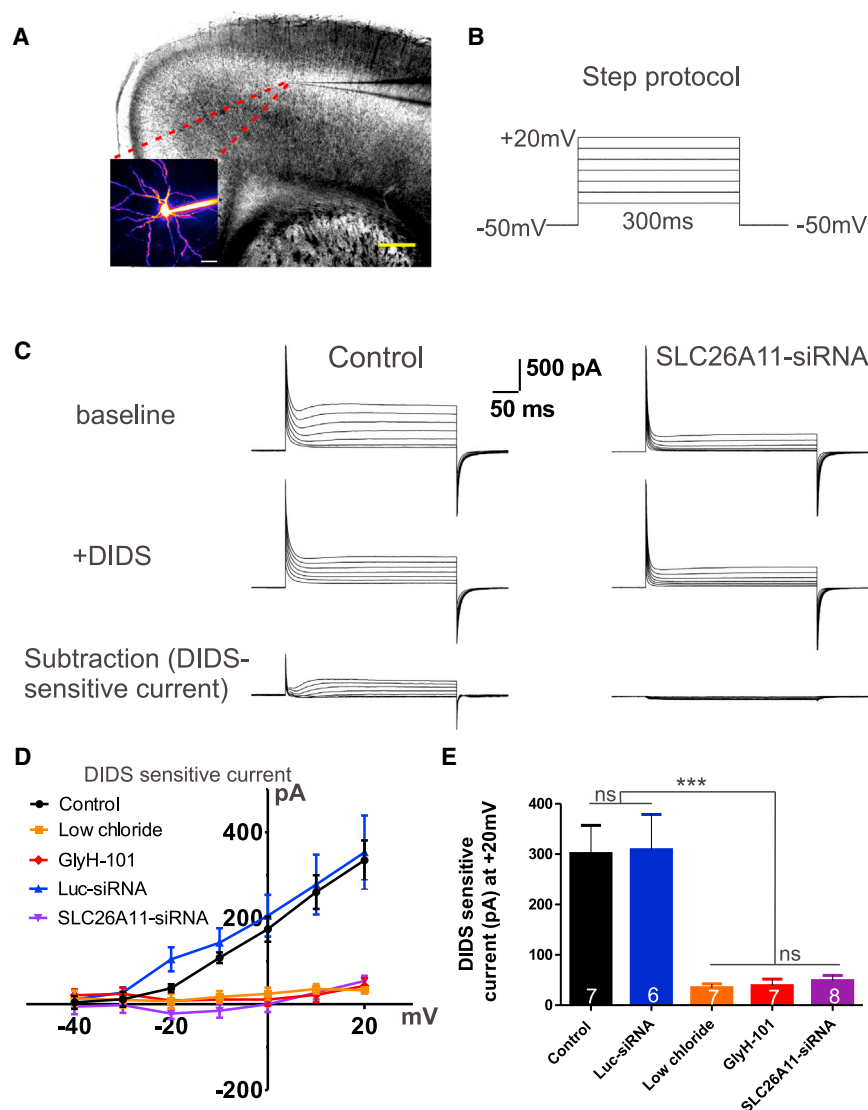 A
B
Step protocol
+20mV
-50mV
300ms
-50mV
C
Control
500 pA
50 ms
SLC26A11-siRNA
baseline
+DIDS
Subtraction (DIDS-
sensitive current)
D
DIDS sensitive current
pA
Control
Low chloride
GlyH-101
Luc-siRNA
SLC26A11-siRNA
400
200
-40
-20
20
mV
-200
E
DIDS sensitive
current (pA) at +20mV
400
300
200
100
0
ns
***
ns
7
6
7
7
8
Control
Luc-siRNA
Low chloride
GlyH-101
SLC26A11-siRNA